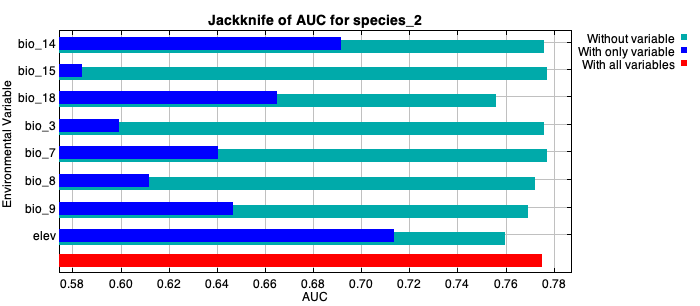 Jackknife of AUC for species_2
Environmental Variable
bio_14
bio_15
bio_18
bio_3
bio_7
bio_8
bio_9
elev
0.58 0.60 0.62 0.64 0.66 0.68 0.70 0.72 0.74 0.76 0.78
AUC
Without variable
With only variable
With all variables